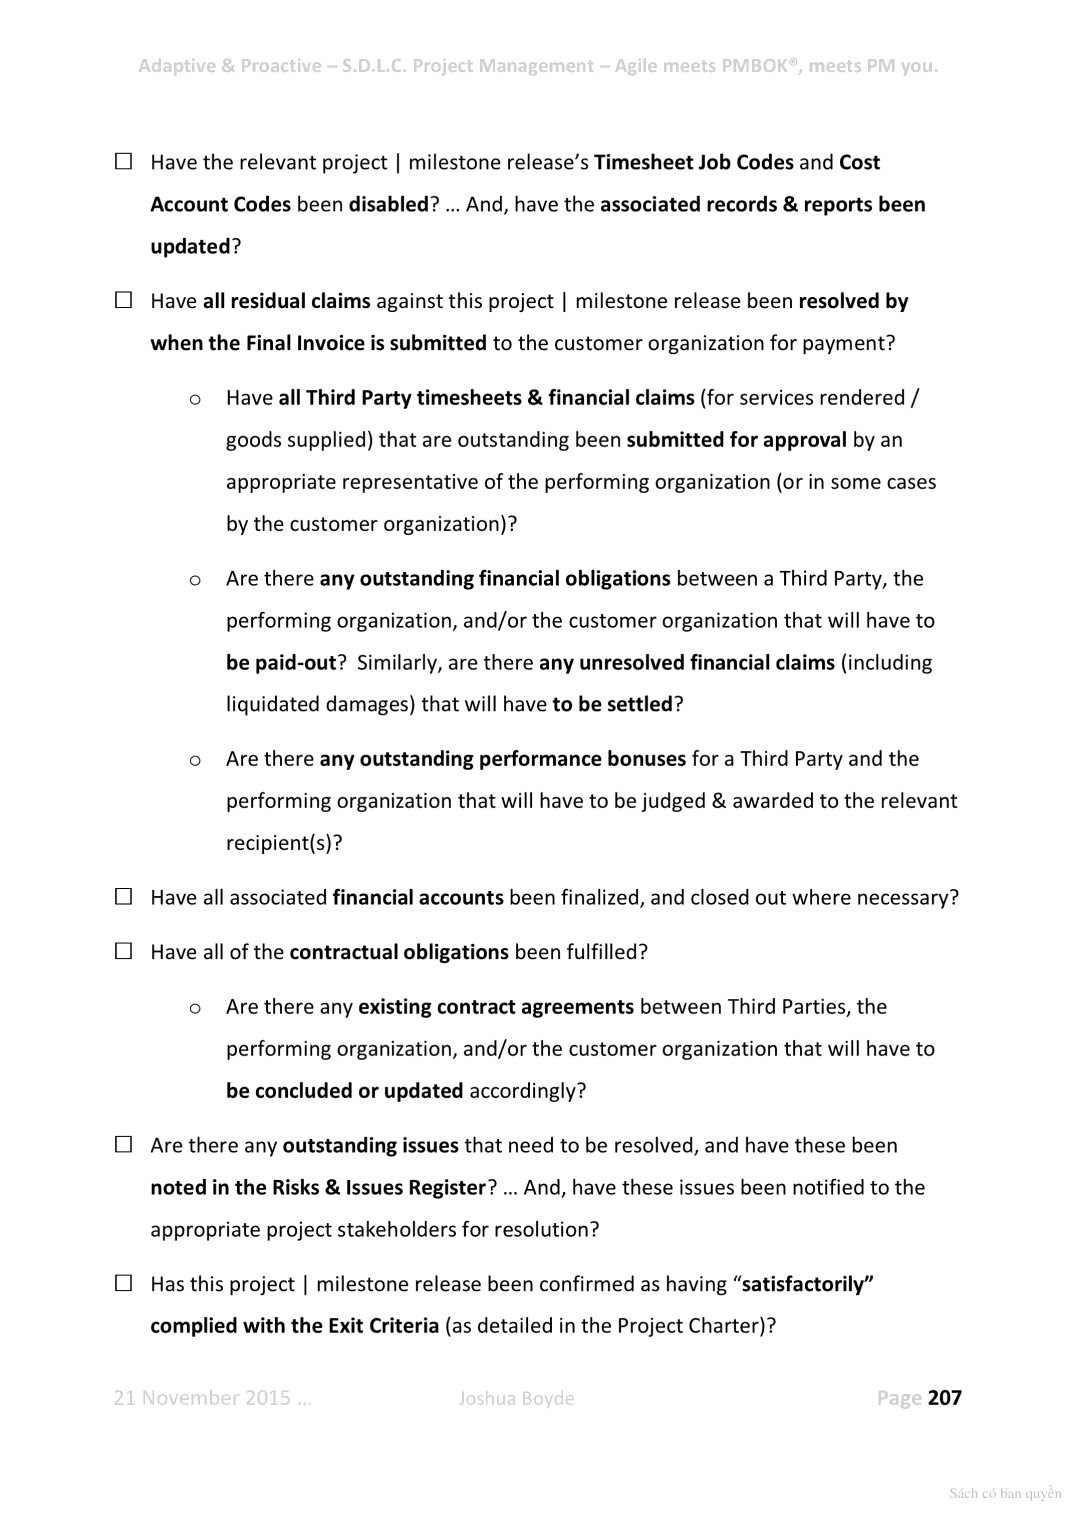 Adaptive & Proactive – S.D.L.C. Project Management – Agile meets PMBOK®, meets PM you.
☐ Have the relevant project | milestone release’s Timesheet Job Codes and Cost
Account Codes been disabled? … And, have the associated records & reports been
updated?
☐ Have all residual claims against this project | milestone release been resolved by
when the Final Invoice is submitted to the customer organization for payment?
o Have all Third Party timesheets & financial claims (for services rendered /
goods supplied) that are outstanding been submitted for approval by an
appropriate representative of the performing organization (or in some cases
by the customer organization)?
o Are there any outstanding financial obligations between a Third Party, the
performing organization, and/or the customer organization that will have to
be paid-out?  Similarly, are there any unresolved financial claims (including
liquidated damages) that will have to be settled?
o Are there any outstanding performance bonuses for a Third Party and the
performing organization that will have to be judged & awarded to the relevant
recipient(s)?
☐ Have all associated financial accounts been finalized, and closed out where necessary?
☐ Have all of the contractual obligations been fulfilled?
o Are there any existing contract agreements between Third Parties, the
performing organization, and/or the customer organization that will have to
be concluded or updated accordingly?
☐ Are there any outstanding issues that need to be resolved, and have these been
noted in the Risks & Issues Register? … And, have these issues been notified to the
appropriate project stakeholders for resolution?
☐ Has this project | milestone release been confirmed as having “satisfactorily”
complied with the Exit Criteria (as detailed in the Project Charter)?
21 November 2015 … Joshua Boyde Page 207
Sách có bản quyền